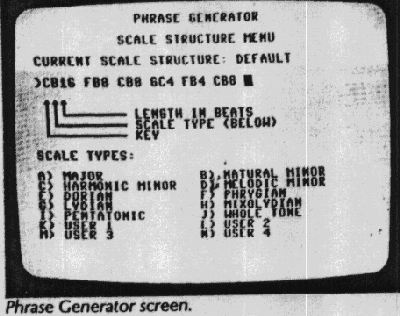 PHRASE GENERATOR
SCALE STRUCTURE MENU
CURRENT SCALE STRUCTURE: DEFAULT
>CB16 FB8 CB8 GC4 FB4 CB8
LENGTH IN BEATS
SCALE TYPE (BELOW)
KEY
SCALE TYPES:
A) MAJOR B) NATURAL MINOR
C) HARMONIC MINOR D) MELODIC MINOR
E) DORIAN F) PHRYGIAN
G) LYDIAN H) MIXOLYDIAN
I) PENTATONIC J) WHOLE TONE
K) USER 1 L) USER 2
M) USER 3 N) USER 4
Phrase Generator screen.